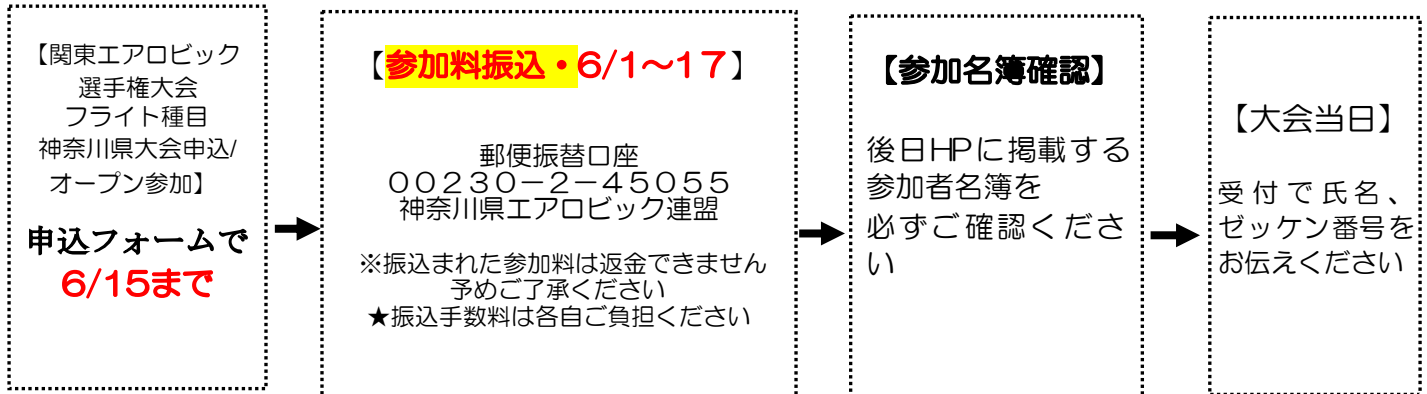 【関東エアロビック
選手権大会
フライト種目
神奈川県大会申込/
オープン参加】
申込フォームで
6/15まで
【参加料振込・6/1～17】
郵便振替口座
００２３０－２－４５０５５
神奈川県エアロビック連盟
※振込まれた参加料は返金できません
予めご了承ください
★振込手数料は各自ご負担ください
【参加名簿確認】
後日HPに掲載する
参加者名簿を
必ずご確認くださ
い
【大会当日】
受付で氏名、
ゼッケン番号を
お伝えください